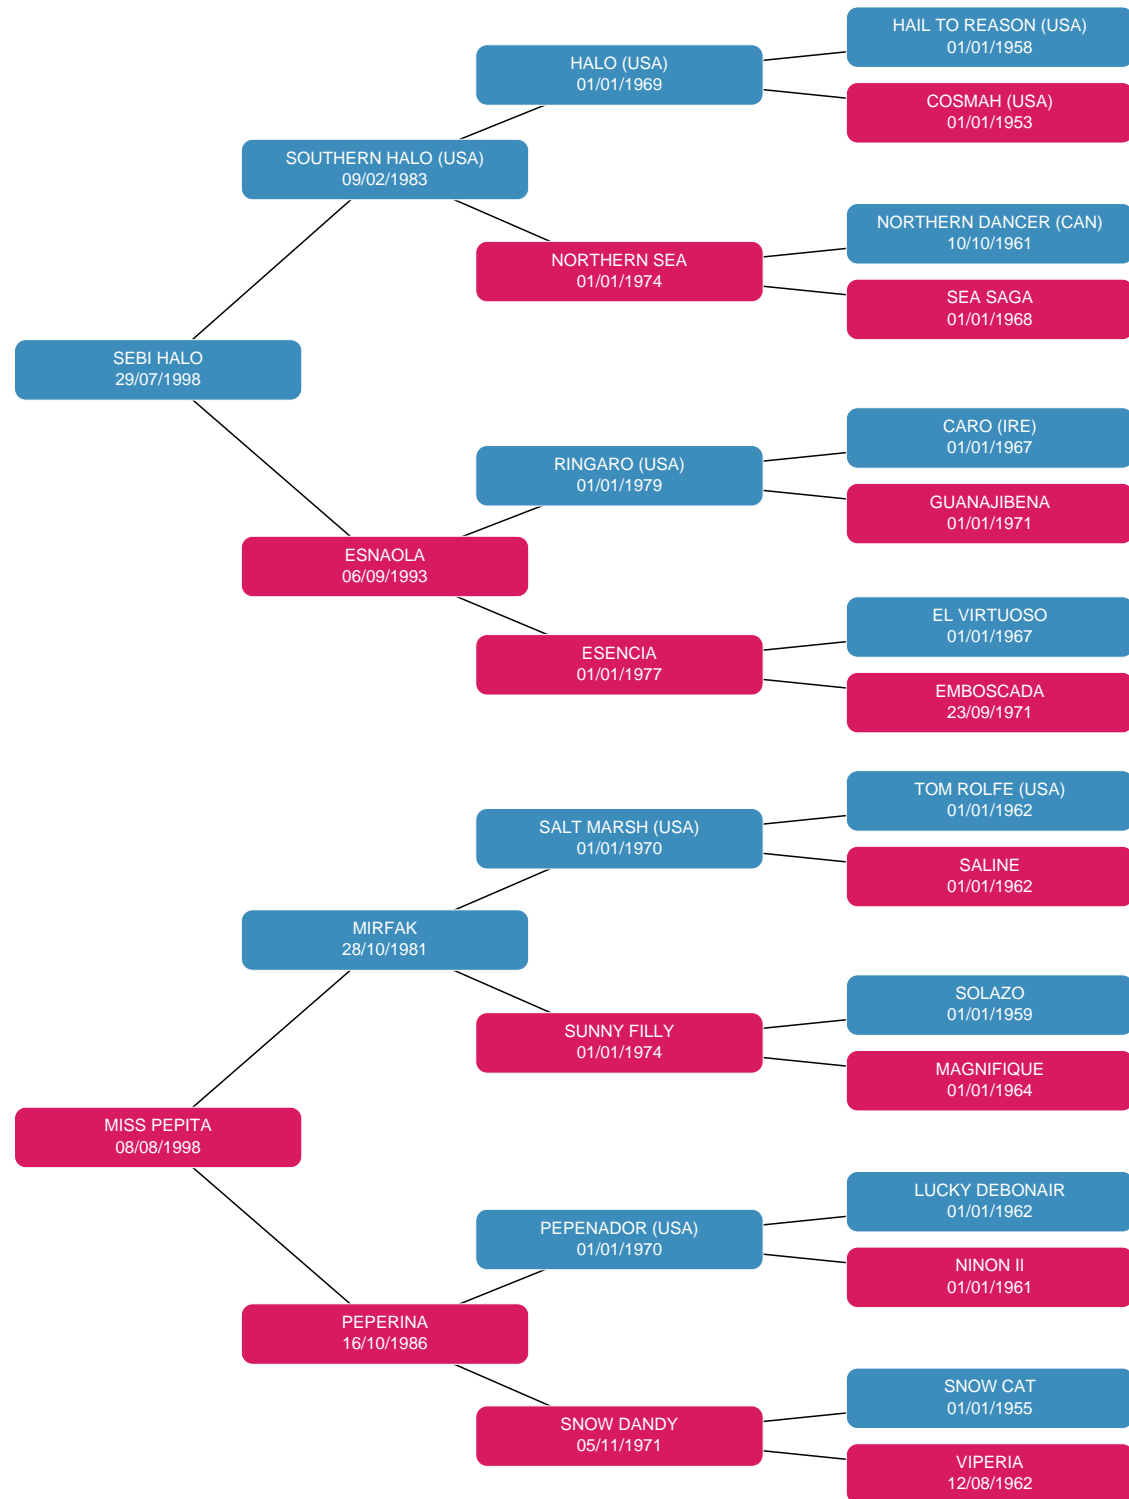 HAIL TO REASON (USA)
01/01/1958
HALO (USA)
01/01/1969
COSMAH (USA)
01/01/1953
SOUTHERN HALO (USA)
09/02/1983
NORTHERN DANCER (CAN)
10/10/1961
NORTHERN SEA
01/01/1974
SEA SAGA
01/01/1968
SEBI HALO
29/07/1998
CARO (IRE)
01/01/1967
RINGARO (USA)
01/01/1979
GUANAJIBENA
01/01/1971
ESNAOLA
06/09/1993
EL VIRTUOSO
01/01/1967
ESENCIA
01/01/1977
EMBOSCADA
23/09/1971
TOM ROLFE (USA)
01/01/1962
SALT MARSH (USA)
01/01/1970
SALINE
01/01/1962
MIRFAK
28/10/1981
SOLAZO
01/01/1959
SUNNY FILLY
01/01/1974
MAGNIFIQUE
01/01/1964
MISS PEPITA
08/08/1998
LUCKY DEBONAIR
01/01/1962
PEPENADOR (USA)
01/01/1970
NINON II
01/01/1961
PEPERINA
16/10/1986
SNOW CAT
01/01/1955
SNOW DANDY
05/11/1971
VIPERIA
12/08/1962